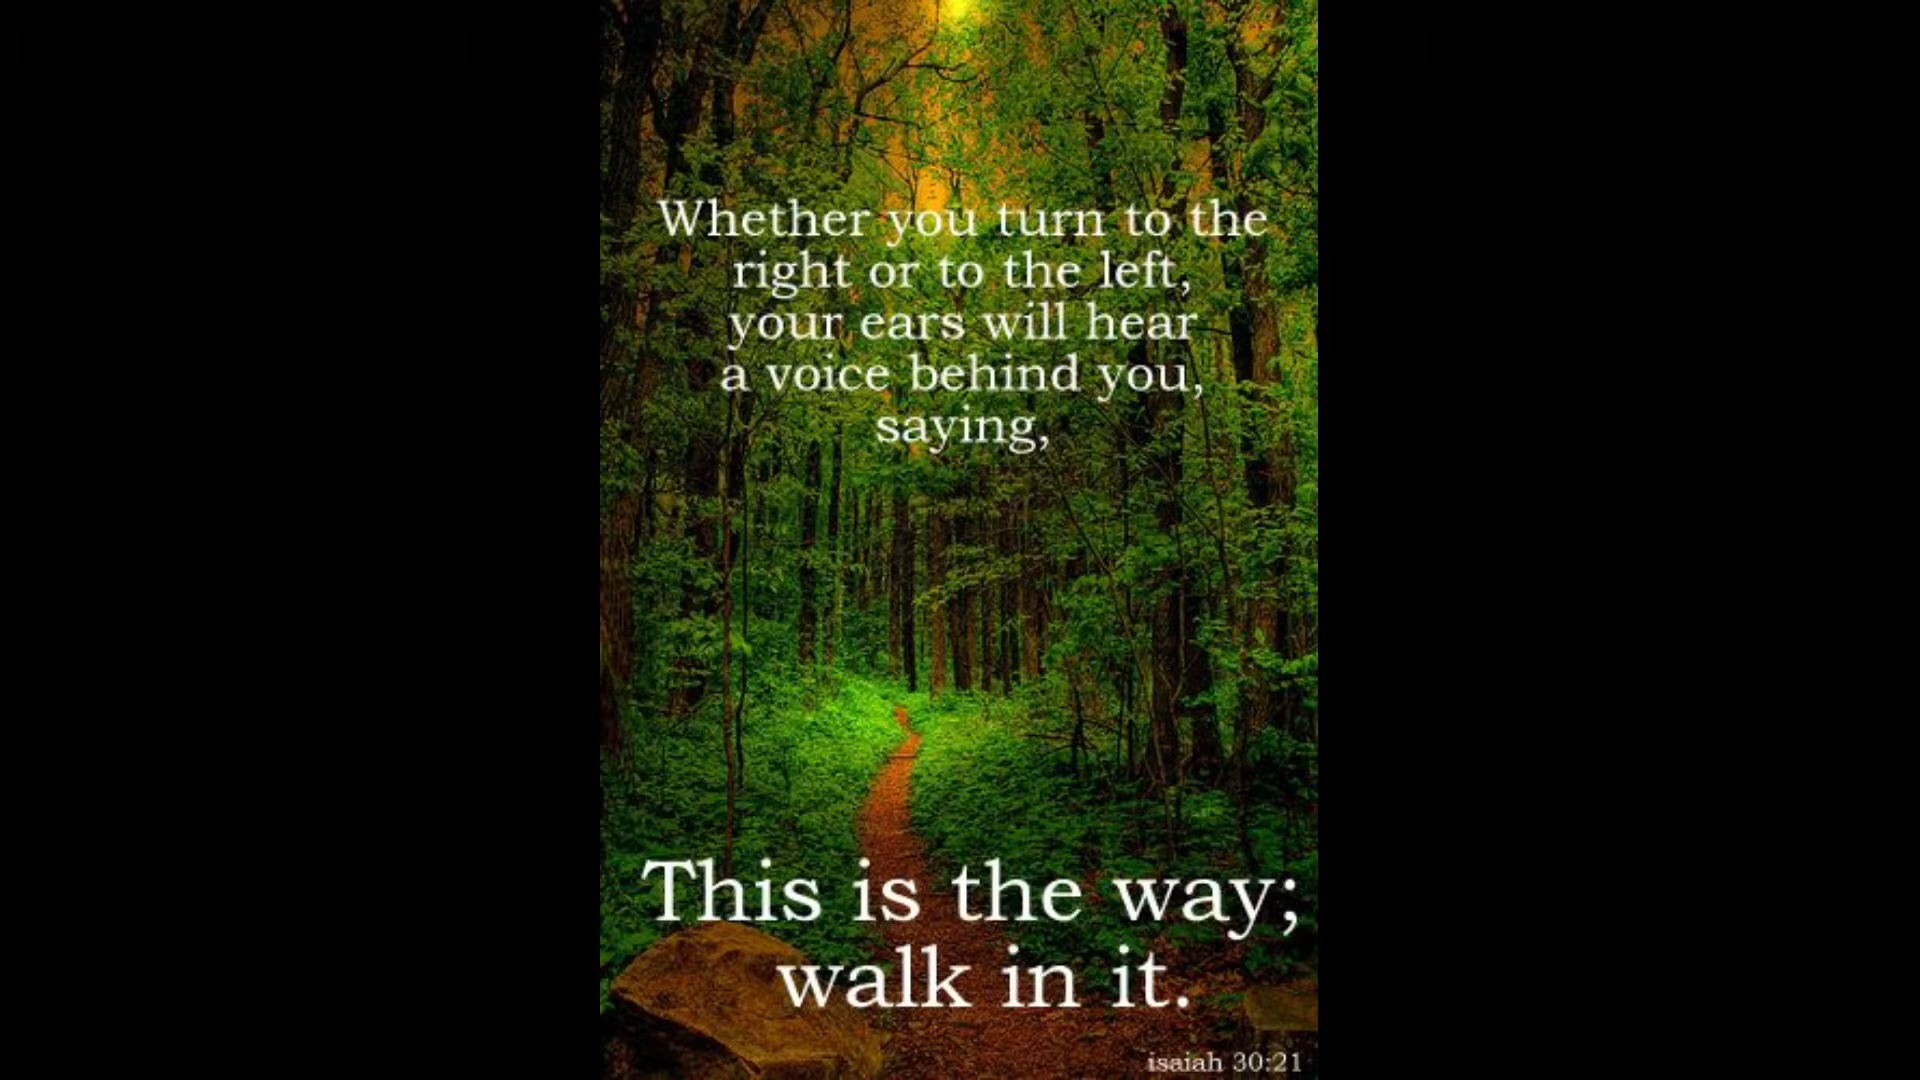 Whether you turn to the
right or to the left,
your ears will hear
a voice behind you,
saying,
This is the way;
walk in it.
isaiah 30:21